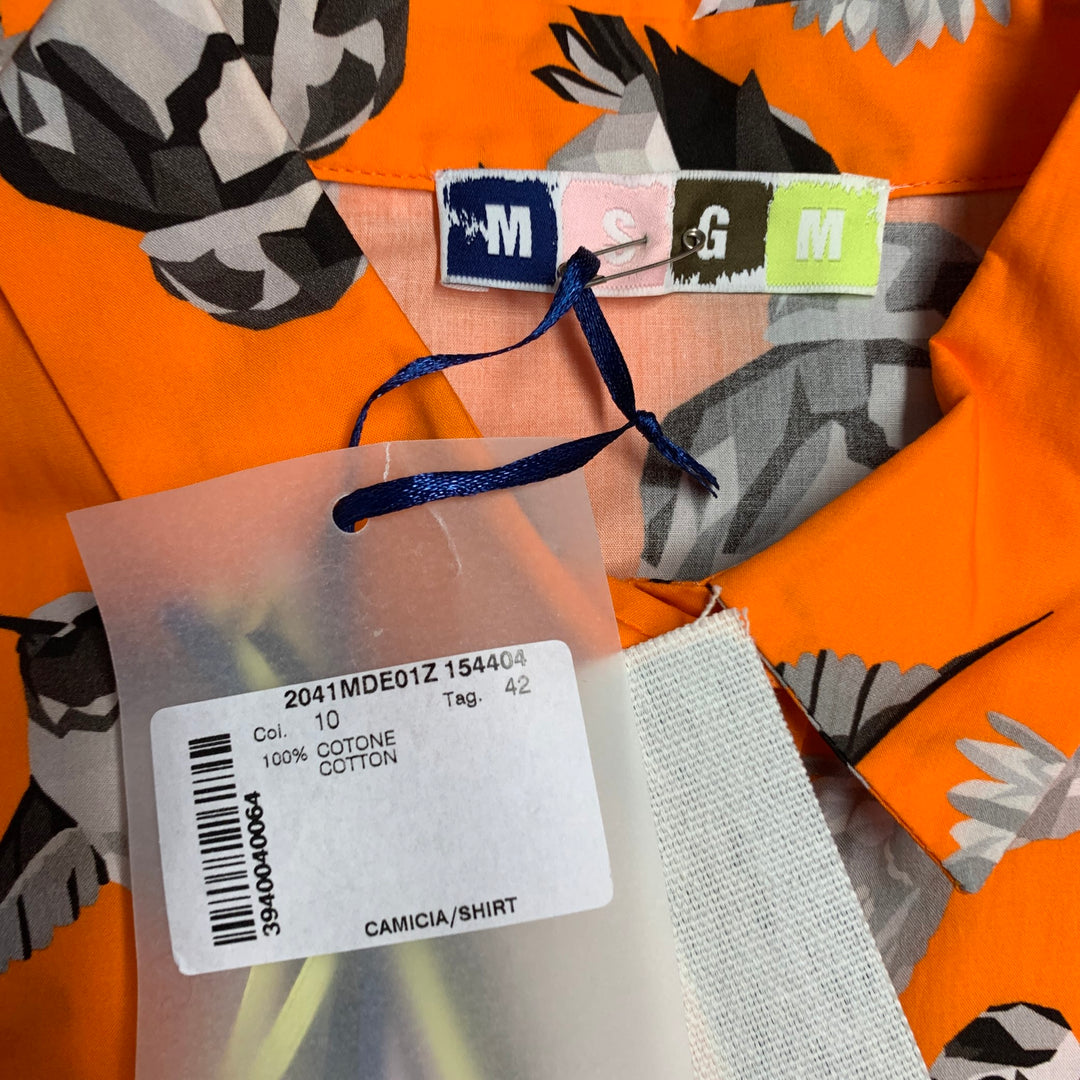 MSGM
2041MDE01Z 154404
Col. 10 Tag. 42
100% COTONE
COTTON
3940040064
CAMICIA/SHIRT